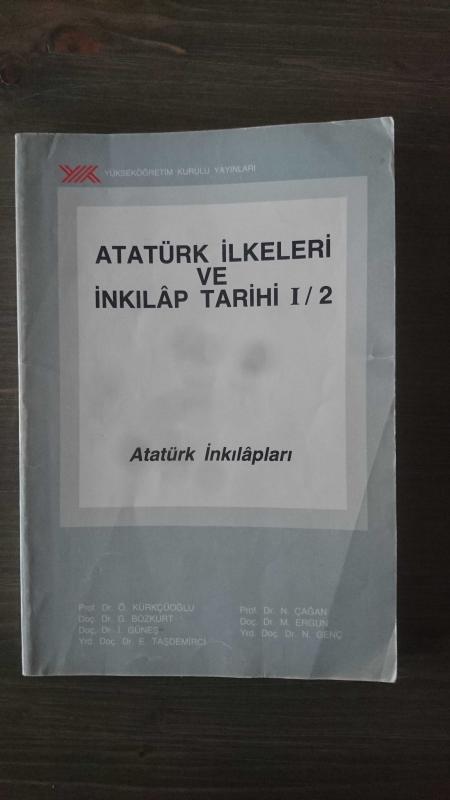 YÖK YÜKSEKÖĞRETİM KURULU YAYINLARI
ATATÜRK İLKELERİ
VE
İNKILÂP TARİHİ I / 2
Atatürk İnkılâpları
Prof. Dr. Ö. KÜRKÇÜOĞLU
Doç. Dr. G. BOZKURT
Doç. Dr. İ. GÜNEŞ
Yrd. Doç. Dr. E. TAŞDEMİRCİ
Prof. Dr. N. ÇAĞAN
Doç. Dr. M. ERGUN
Yrd. Doç. Dr. N. GENÇ